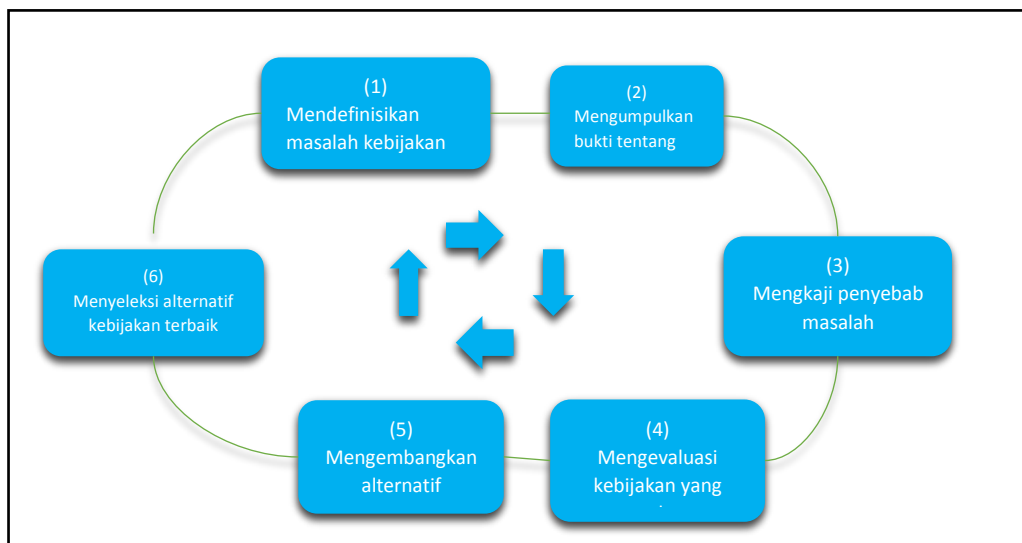 (1)
Mendefinisikan
masalah kebijakan
(2)
Mengumpulkan
bukti tentang
(3)
Mengkaji penyebab
masalah
(4)
Mengevaluasi
kebijakan yang
(5)
Mengembangkan
alternatif
(6)
Menyeleksi alternatif
kebijakan terbaik